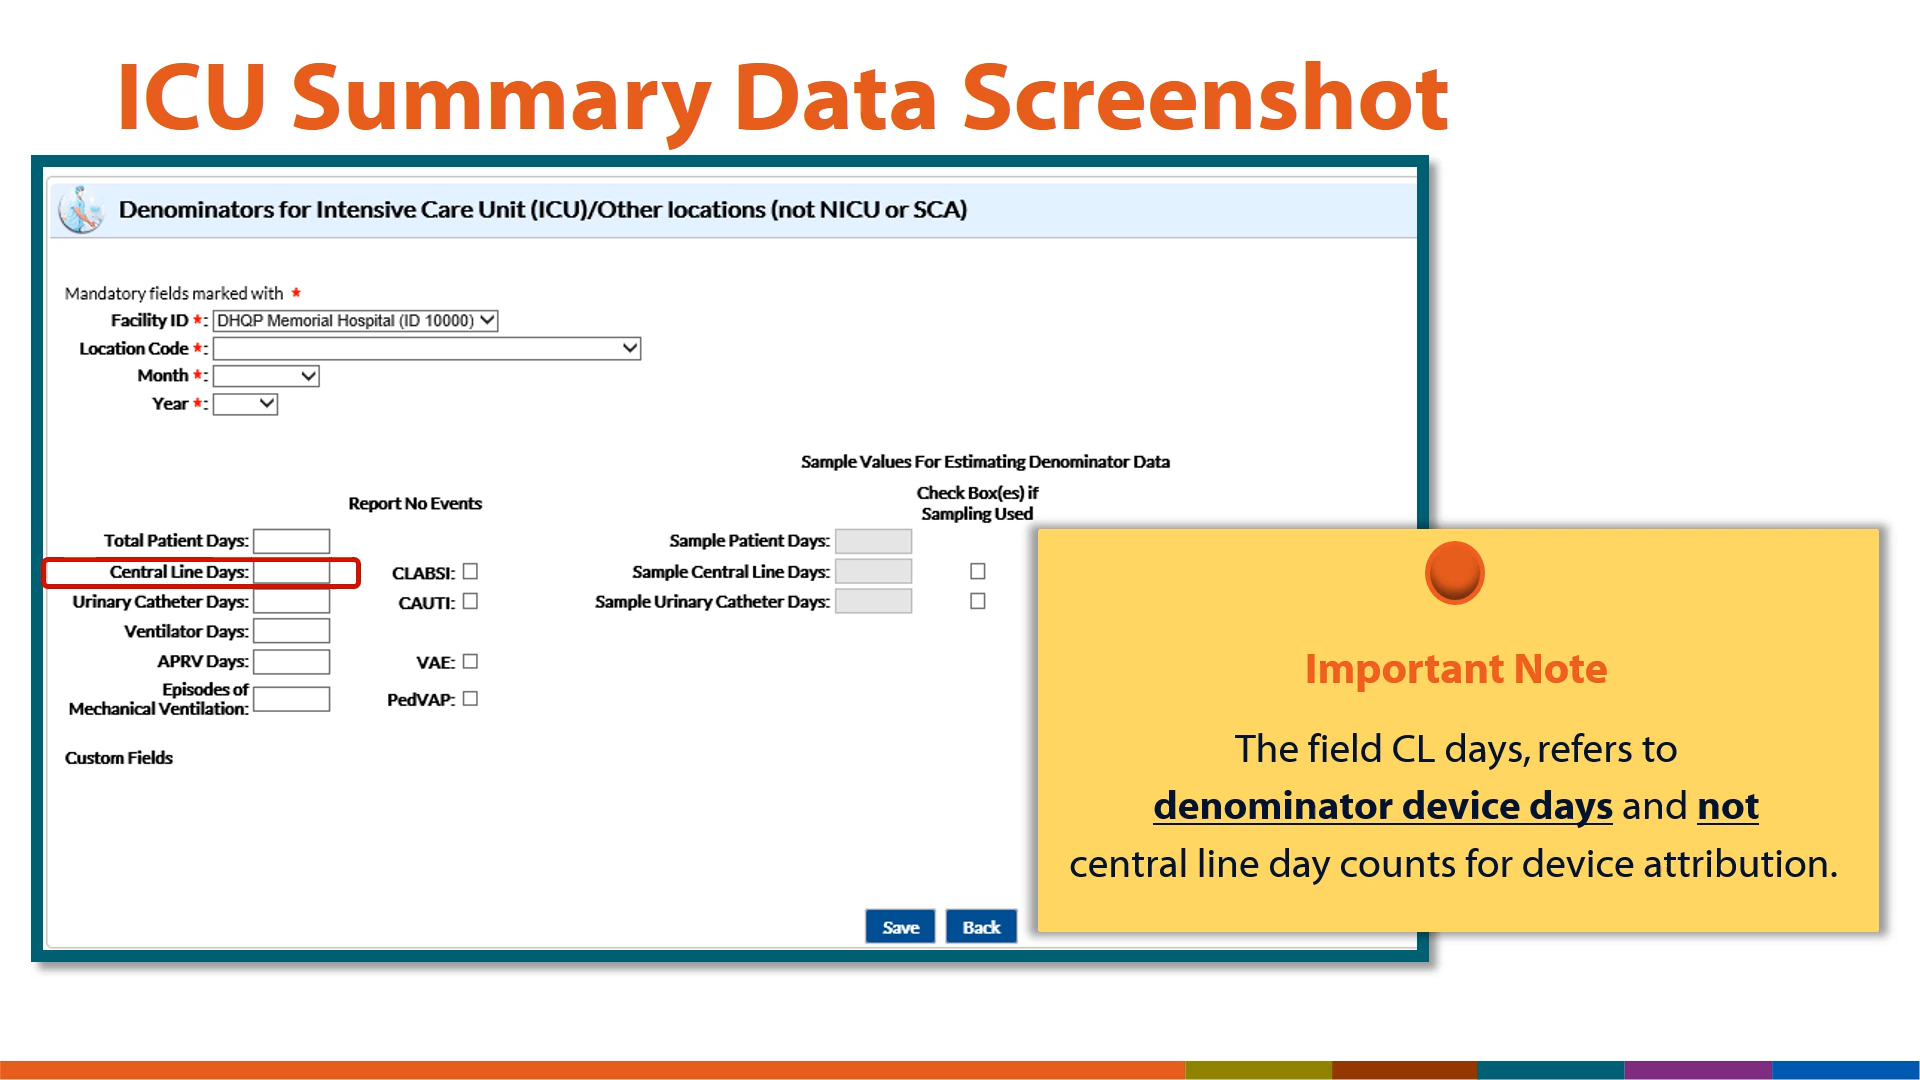 ICU Summary Data Screenshot
Denominators for Intensive Care Unit (ICU)/Other locations (not NICU or SCA)
Mandatory fields marked with *
Facility ID *: DHQP Memorial Hospital (ID 10000)
Location Code *:
Month *:
Year *:
Sample Values For Estimating Denominator Data
Report No Events
Check Box(es) if
Sampling Used
Total Patient Days: Sample Patient Days:
Central Line Days: CLABSI: Sample Central Line Days:
Urinary Catheter Days: CAUTI: Sample Urinary Catheter Days:
Ventilator Days:
APRV Days: VAE:
Episodes of
Mechanical Ventilation: PedVAP:
Custom Fields
Save Back
Important Note
The field CL days, refers to
denominator device days and not
central line day counts for device attribution.